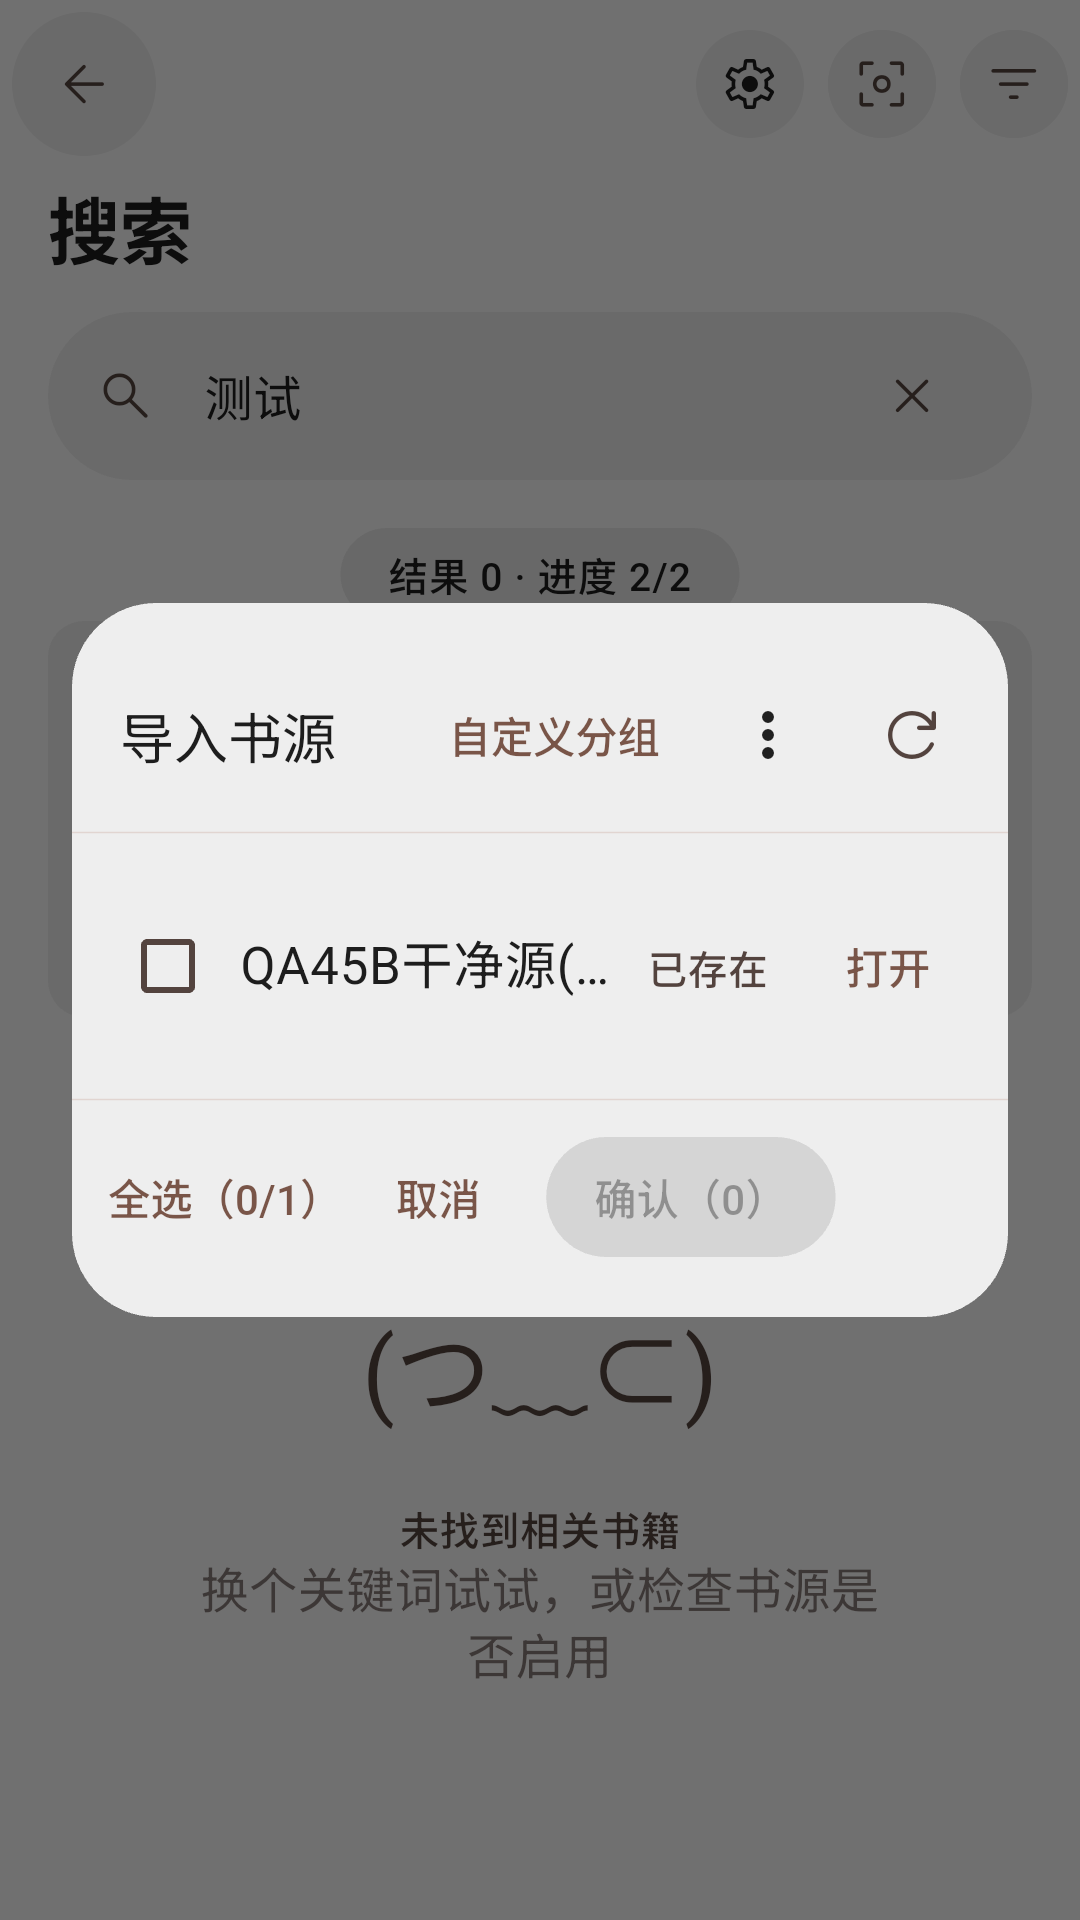 搜索
测试
结果 0 · 进度 2/2
导入书源 自定义分组
QA45B干净源(... 已存在 打开
全选（0/1） 取消 确认（0）
(つ﹏⊂)
未找到相关书籍
换个关键词试试，或检查书源是
否启用